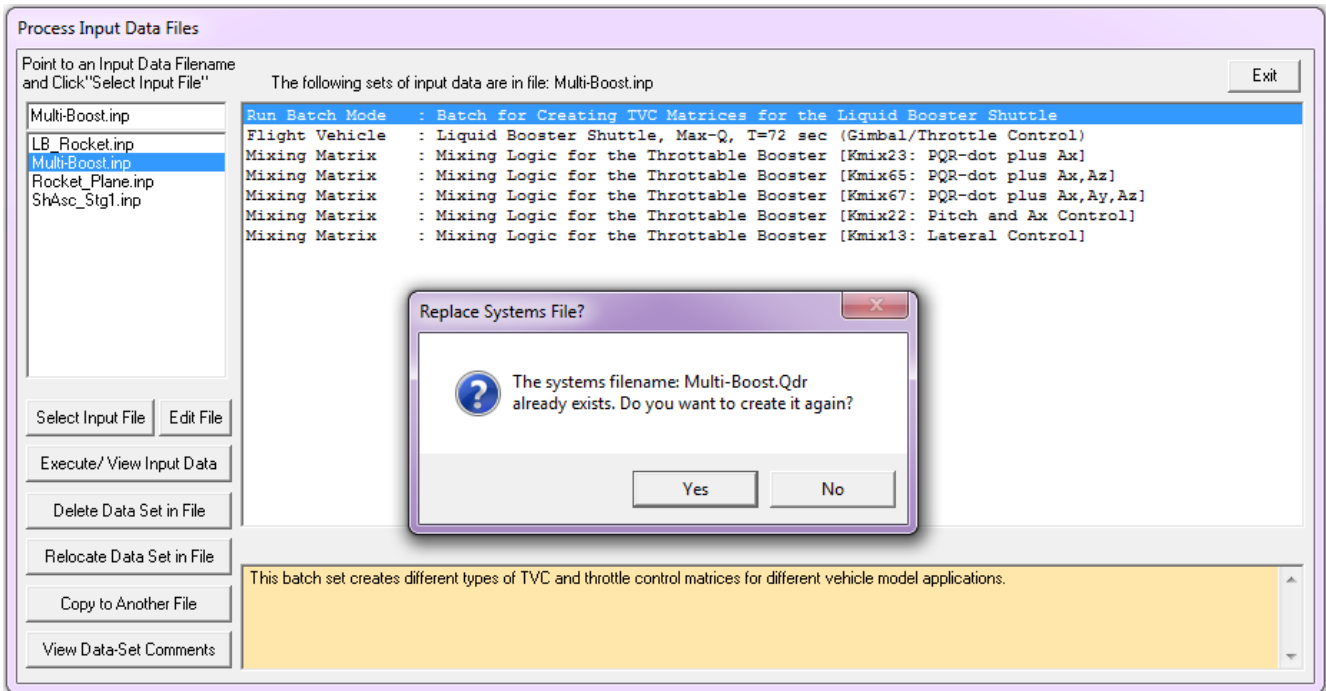 Process Input Data Files
Point to an Input Data Filename
and Click"Select Input File"
The following sets of input data are in file: Multi-Boost.inp
Exit
Multi-Boost.inp
LB_Rocket.inp
Multi-Boost.inp
Rocket_Plane.inp
ShAsc_Stg1.inp
Run Batch Mode : Batch for Creating TVC Matrices for the Liquid Booster Shuttle
Flight Vehicle : Liquid Booster Shuttle, Max-Q, T=72 sec (Gimbal/Throttle Control)
Mixing Matrix : Mixing Logic for the Throttable Booster [Kmix23: PQR-dot plus Ax]
Mixing Matrix : Mixing Logic for the Throttable Booster [Kmix65: PQR-dot plus Ax,Az]
Mixing Matrix : Mixing Logic for the Throttable Booster [Kmix67: PQR-dot plus Ax,Ay,Az]
Mixing Matrix : Mixing Logic for the Throttable Booster [Kmix22: Pitch and Ax Control]
Mixing Matrix : Mixing Logic for the Throttable Booster [Kmix13: Lateral Control]
Replace Systems File?
The systems filename: Multi-Boost.Qdr
already exists. Do you want to create it again?
Yes
No
Select Input File
Edit File
Execute/ View Input Data
Delete Data Set in File
Relocate Data Set in File
Copy to Another File
View Data-Set Comments
This batch set creates different types of TVC and throttle control matrices for different vehicle model applications.